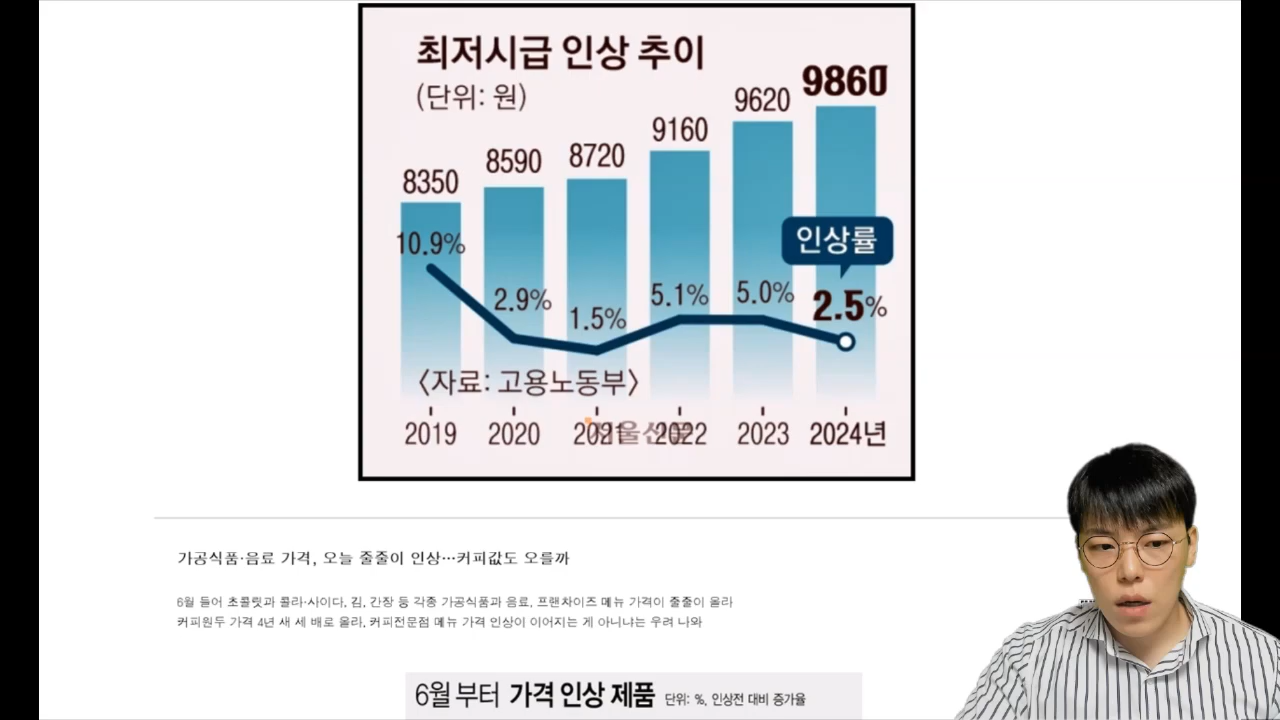 최저시급 인상 추이
(단위: 원)
8350
8590
8720
9160
9620
9860
인상률
10.9%
2.9%
1.5%
5.1%
5.0%
2.5%
〈자료: 고용노동부〉
2019
2020
2021
2022
2023
2024년
서울신문
가공식품·음료 가격, 오늘 줄줄이 인상…커피값도 오를까
6월 들어 초콜릿과 콜라·사이다, 김, 간장 등 각종 가공식품과 음료, 프랜차이즈 메뉴 가격이 줄줄이 올라
커피원두 가격 4년 새 세 배로 올라, 커피전문점 메뉴 가격 인상이 이어지는 게 아니냐는 우려 나와
6월 부터 가격 인상 제품 단위: %, 인상전 대비 증가율